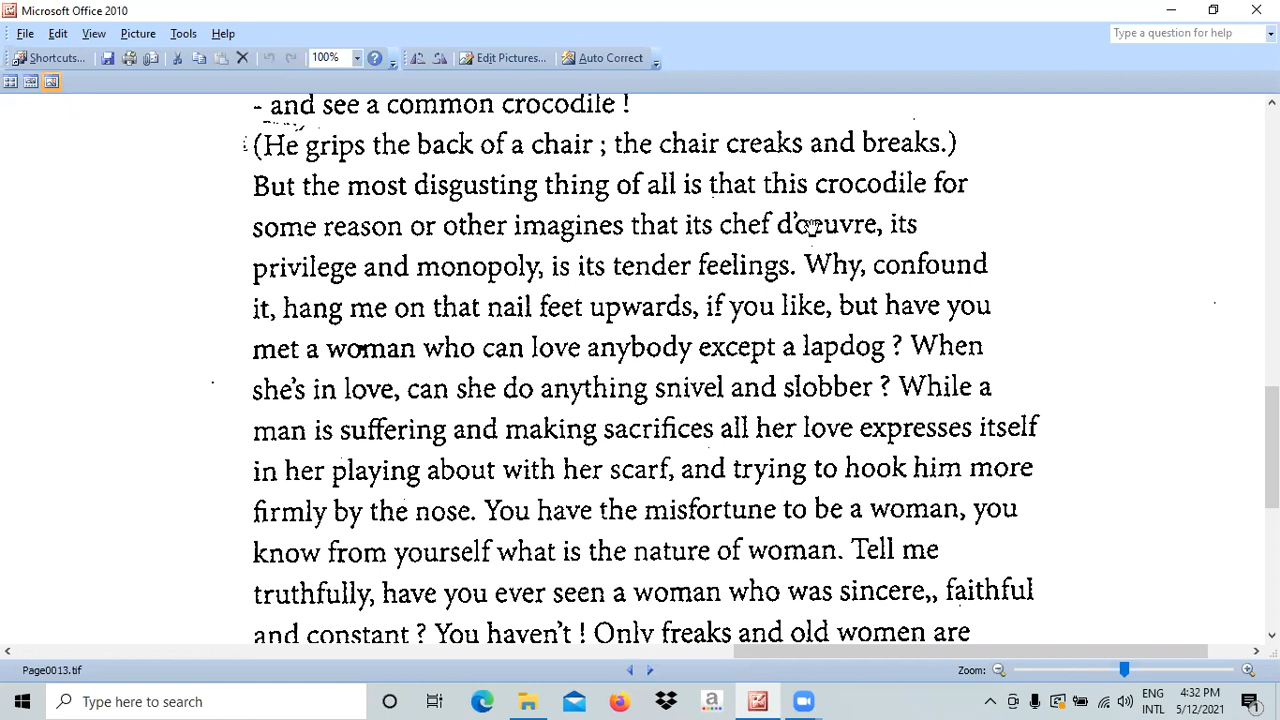 Microsoft Office 2010
File Edit View Picture Tools Help
Type a question for help
Shortcuts... 100% Edit Pictures... Auto Correct
- and see a common crocodile !
(He grips the back of a chair ; the chair creaks and breaks.)
But the most disgusting thing of all is that this crocodile for
some reason or other imagines that its chef d'oeuvre, its
privilege and monopoly, is its tender feelings. Why, confound
it, hang me on that nail feet upwards, if you like, but have you
met a woman who can love anybody except a lapdog ? When
she's in love, can she do anything snivel and slobber ? While a
man is suffering and making sacrifices all her love expresses itself
in her playing about with her scarf, and trying to hook him more
firmly by the nose. You have the misfortune to be a woman, you
know from yourself what is the nature of woman. Tell me
truthfully, have you ever seen a woman who was sincere,, faithful
and constant ? You haven't ! Only freaks and old women are
Page0013.tif Zoom:
Type here to search a ENG 4:32 PM
INTL 5/12/2021 1